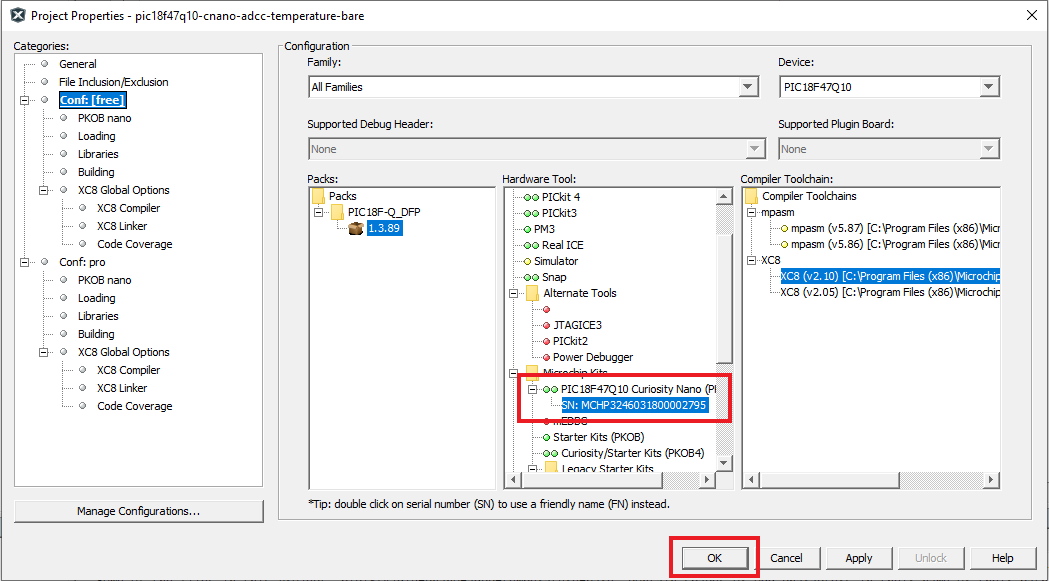 Project Properties - pic18f47q10-cnano-adcc-temperature-bare
Categories:
General
File Inclusion/Exclusion
Conf: [free]
PKOB nano
Loading
Libraries
Building
XC8 Global Options
XC8 Compiler
XC8 Linker
Code Coverage
Conf: pro
PKOB nano
Loading
Libraries
Building
XC8 Global Options
XC8 Compiler
XC8 Linker
Code Coverage
Manage Configurations...
Configuration
Family:
All Families
Device:
PIC18F47Q10
Supported Debug Header:
None
Supported Plugin Board:
None
Packs:
Packs
PIC18F-Q_DFP
1.3.89
Hardware Tool:
PICkit 4
PICkit3
PM3
Real ICE
Simulator
Snap
Alternate Tools
JTAGICE3
PICkit2
Power Debugger
Microchip Kits
PIC18F47Q10 Curiosity Nano (PI
SN: MCHP3246031800002795
mEDBG
Starter Kits (PKOB)
Curiosity/Starter Kits (PKOB4)
Legacy Starter Kits
Compiler Toolchain:
Compiler Toolchains
mpasm
mpasm (v5.87) [C:\Program Files (x86)\Micr
mpasm (v5.86) [C:\Program Files (x86)\Micr
XC8
XC8 (v2.10) [C:\Program Files (x86)\Microchip
XC8 (v2.05) [C:\Program Files (x86)\Microchip
*Tip: double click on serial number (SN) to use a friendly name (FN) instead.
OK
Cancel
Apply
Unlock
Help